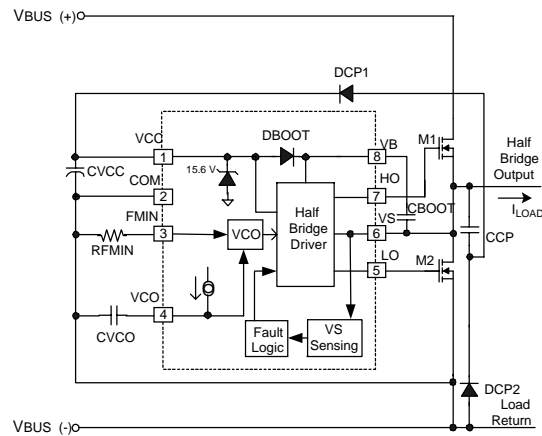 VBUS (+)
DCP1
VCC
DBOOT
VB
M1
1
8
15.6 V
HO
Half
Bridge
Output
CVCC
COM
2
7
CBOOT
ILOAD
FMIN
Half
Bridge
Driver
VS
RFMIN
3
VCO
6
CCP
LO
M2
5
VCO
4
CVCO
Fault
Logic
VS
Sensing
DCP2
Load
Return
VBUS (-)